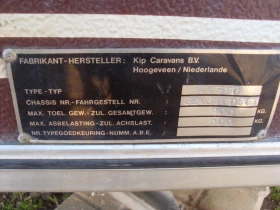 FABRIKANT-HERSTELLER: Kip Caravans B.V.
Hoogeveen / Niederlande
TYPE-TYP
CHASSIS NR.-FAHRGESTELL NR.
MAX. TOEL. GEW.-ZUL. GESAMTGEW. KG.
MAX. ASBELASTING-ZUL. ACHSLAST. KG.
NR. TYPEGOEDKEURING-NUMM. A.B.E.